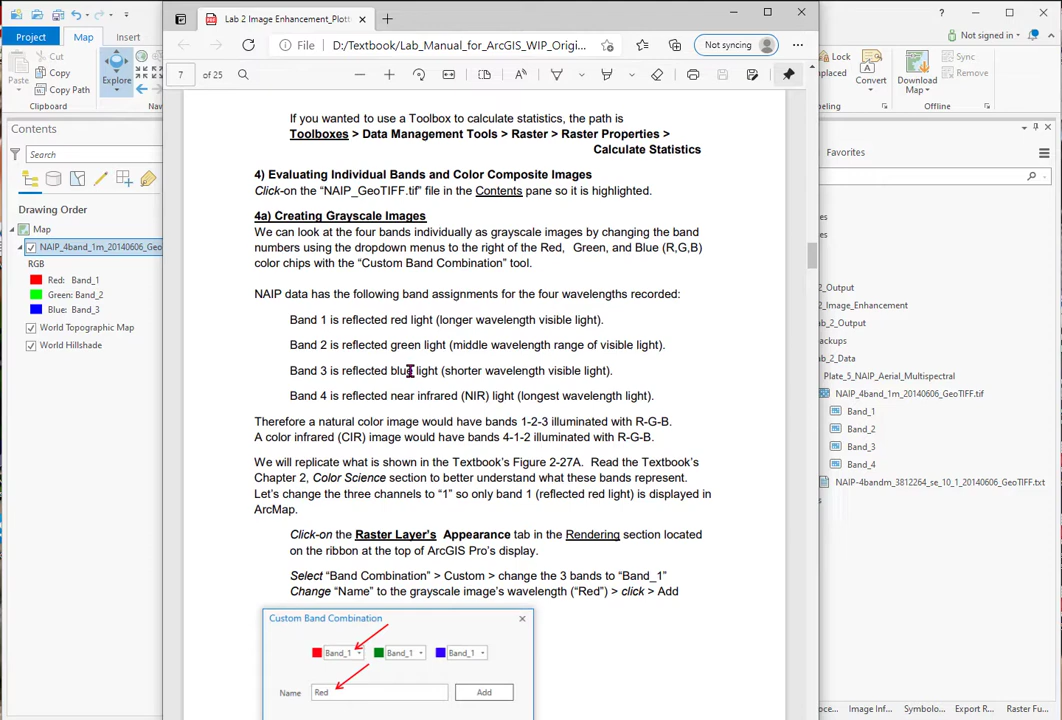 Lab 2 Image Enhancement_Plott
File
D:/Textbook/Lab_Manual_for_ArcGIS_WIP_Origi...
Not syncing
7 of 25
Project
Map
Insert
Cut
Copy
Copy Path
Paste
Clipboard
Explore
Contents
Search
Drawing Order
Map
NAIP_4band_1m_20140606_Geo
RGB
Red: Band_1
Green: Band_2
Blue: Band_3
World Topographic Map
World Hillshade
If you wanted to use a Toolbox to calculate statistics, the path is
Toolboxes > Data Management Tools > Raster > Raster Properties >
Calculate Statistics
4) Evaluating Individual Bands and Color Composite Images
Click-on the “NAIP_GeoTIFF.tif” file in the Contents pane so it is highlighted.
4a) Creating Grayscale Images
We can look at the four bands individually as grayscale images by changing the band
numbers using the dropdown menus to the right of the Red, Green, and Blue (R,G,B)
color chips with the “Custom Band Combination” tool.
NAIP data has the following band assignments for the four wavelengths recorded:
Band 1 is reflected red light (longer wavelength visible light).
Band 2 is reflected green light (middle wavelength range of visible light).
Band 3 is reflected blue light (shorter wavelength visible light).
Band 4 is reflected near infrared (NIR) light (longest wavelength light).
Therefore a natural color image would have bands 1-2-3 illuminated with R-G-B.
A color infrared (CIR) image would have bands 4-1-2 illuminated with R-G-B.
We will replicate what is shown in the Textbook’s Figure 2-27A. Read the Textbook’s
Chapter 2, Color Science section to better understand what these bands represent.
Let’s change the three channels to “1” so only band 1 (reflected red light) is displayed in
ArcMap.
Click-on the Raster Layer’s Appearance tab in the Rendering section located
on the ribbon at the top of ArcGIS Pro’s display.
Select “Band Combination” > Custom > change the 3 bands to “Band_1”
Change “Name” to the grayscale image’s wavelength (“Red”) > click > Add
Custom Band Combination
Band_1
Band_1
Band_1
Name
Red
Add
Not signed in
Lock
Sync
Remove
Convert
Download
Map
Offline
Favorites
2_Output
2_Image_Enhancement
b_2_Output
b_2_Data
Plate_5_NAIP_Aerial_Multispectral
NAIP_4band_1m_20140606_GeoTIFF.tif
Band_1
Band_2
Band_3
Band_4
NAIP-4bandm_3812264_se_10_1_20140606_GeoTIFF.txt
Image Inf...
Symbolo...
Export R...
Raster Fu...